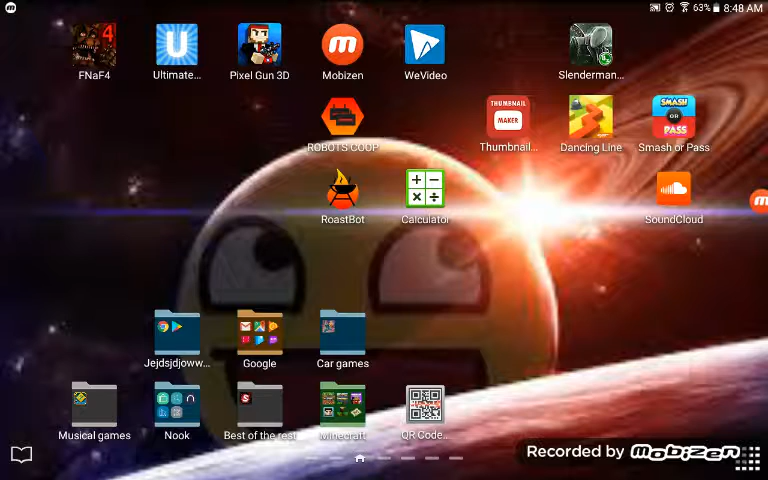 63% 8:48 AM
4
U
FNaF4 Ultimate... Pixel Gun 3D Mobizen WeVideo Slenderman...
THUMBNAIL
MAKER
SMASH
OR
PASS
ROBOTS COOP Thumbnail... Dancing Line Smash or Pass
RoastBot Calculator SoundCloud
Jejdsjdjoww... Google Car games
Musical games Nook Best of the rest Minecraft QR Code..
Recorded by Mobizen